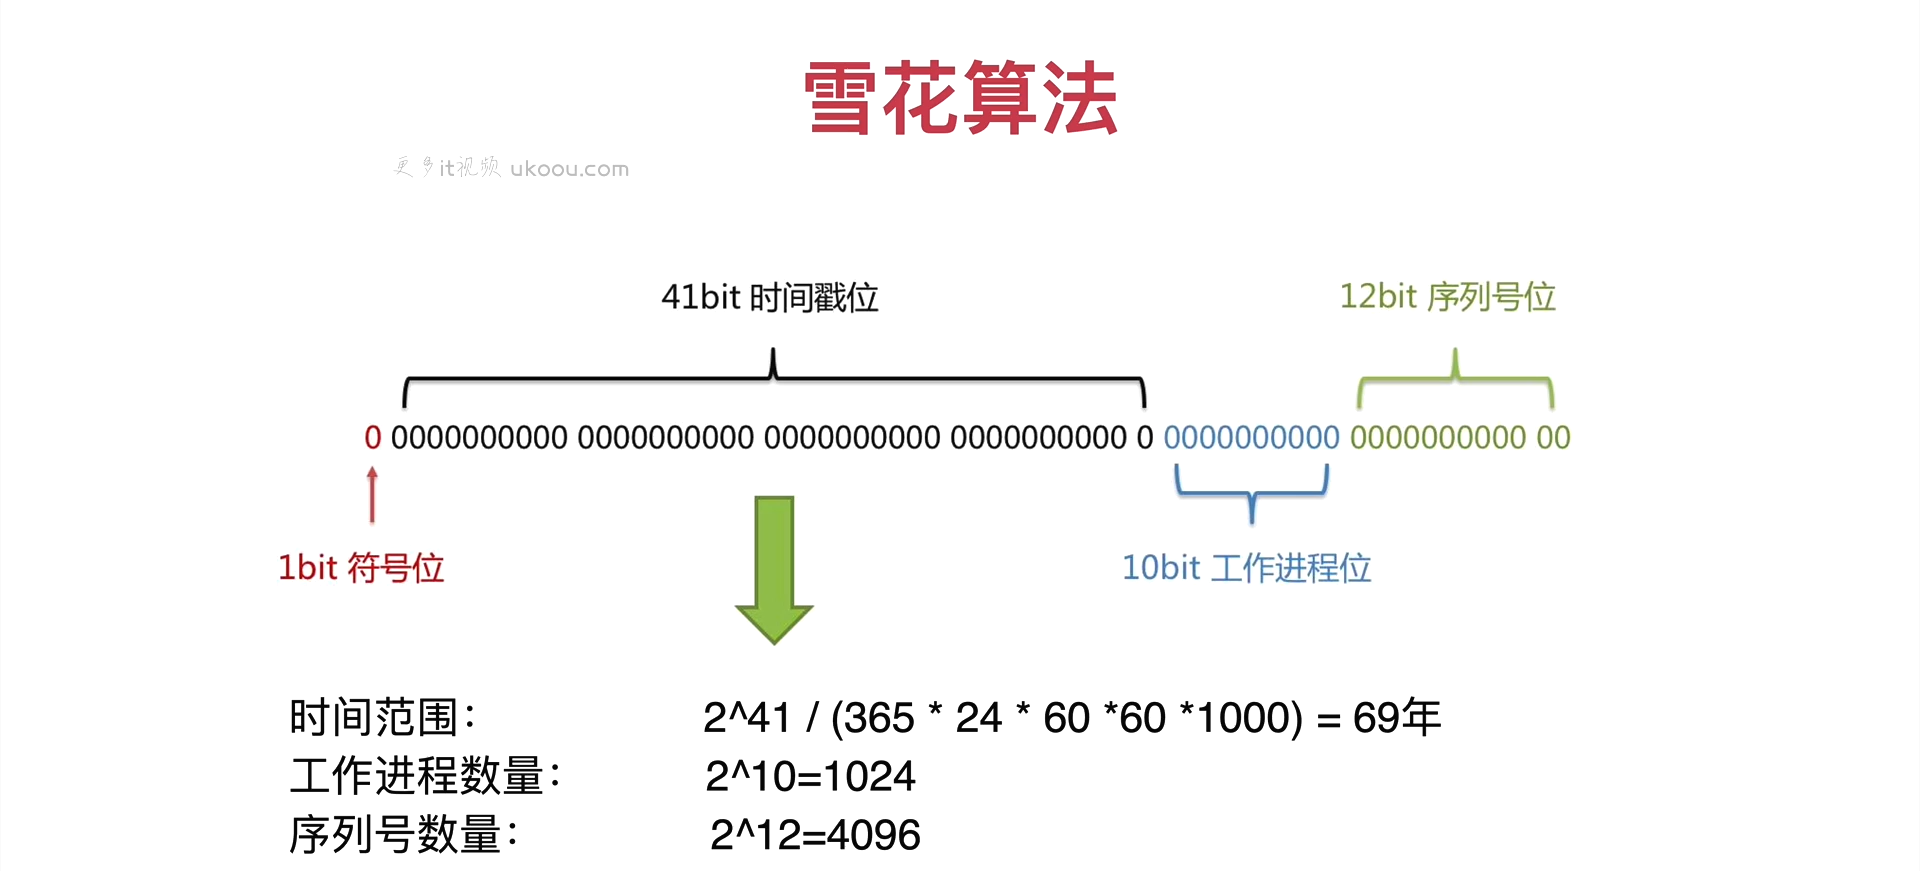 雪花算法
更多it视频 ukoou.com
41bit 时间戳位
12bit 序列号位
0 0000000000 0000000000 0000000000 0000000000 0 0000000000 0000000000 00
1bit 符号位
10bit 工作进程位
时间范围： 2^41 / (365 * 24 * 60 *60 *1000) = 69年
工作进程数量： 2^10=1024
序列号数量： 2^12=4096